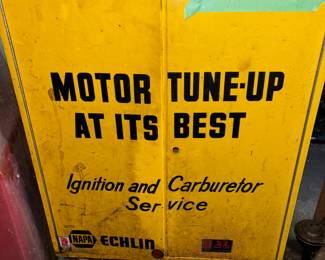 MOTOR TUNE-UP
AT ITS BEST
Ignition and Carburetor
Service
NAPA ECHLIN